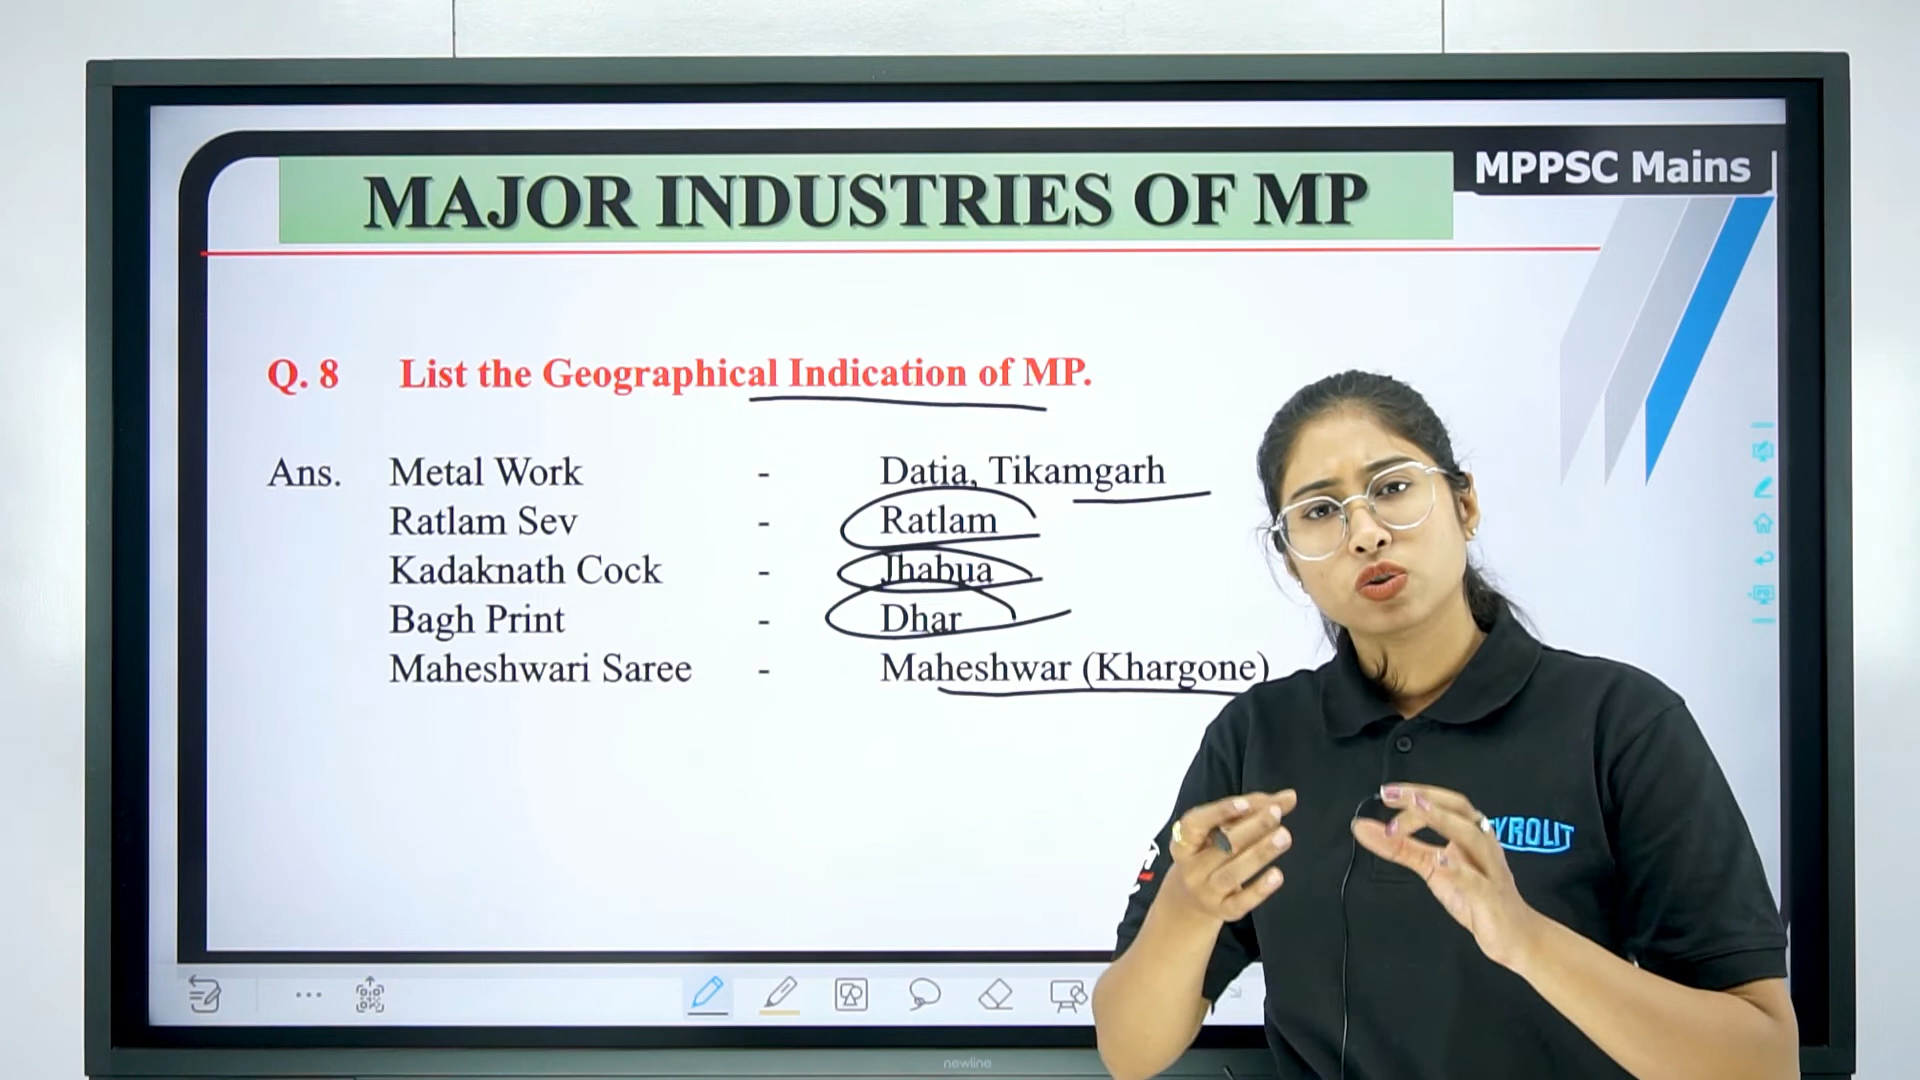 MPPSC Mains
MAJOR INDUSTRIES OF MP
Q. 8 List the Geographical Indication of MP.
Ans. Metal Work - Datia, Tikamgarh
Ratlam Sev - Ratlam
Kadaknath Cock - Jhabua
Bagh Print - Dhar
Maheshwari Saree - Maheshwar (Khargone)
TYROLIT
newline